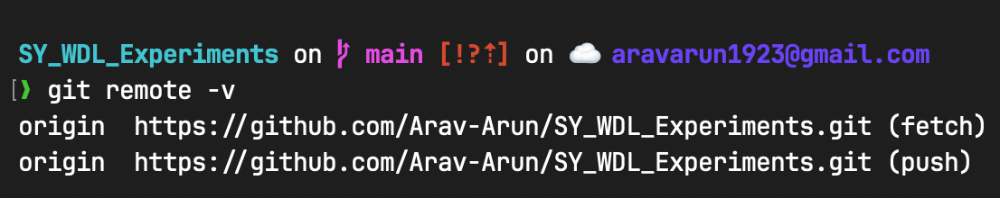 SY_WDL_Experiments on main [!?⇡] on ☁️ aravarun1923@gmail.com
❯ git remote -v
origin  https://github.com/Arav-Arun/SY_WDL_Experiments.git (fetch)
origin  https://github.com/Arav-Arun/SY_WDL_Experiments.git (push)